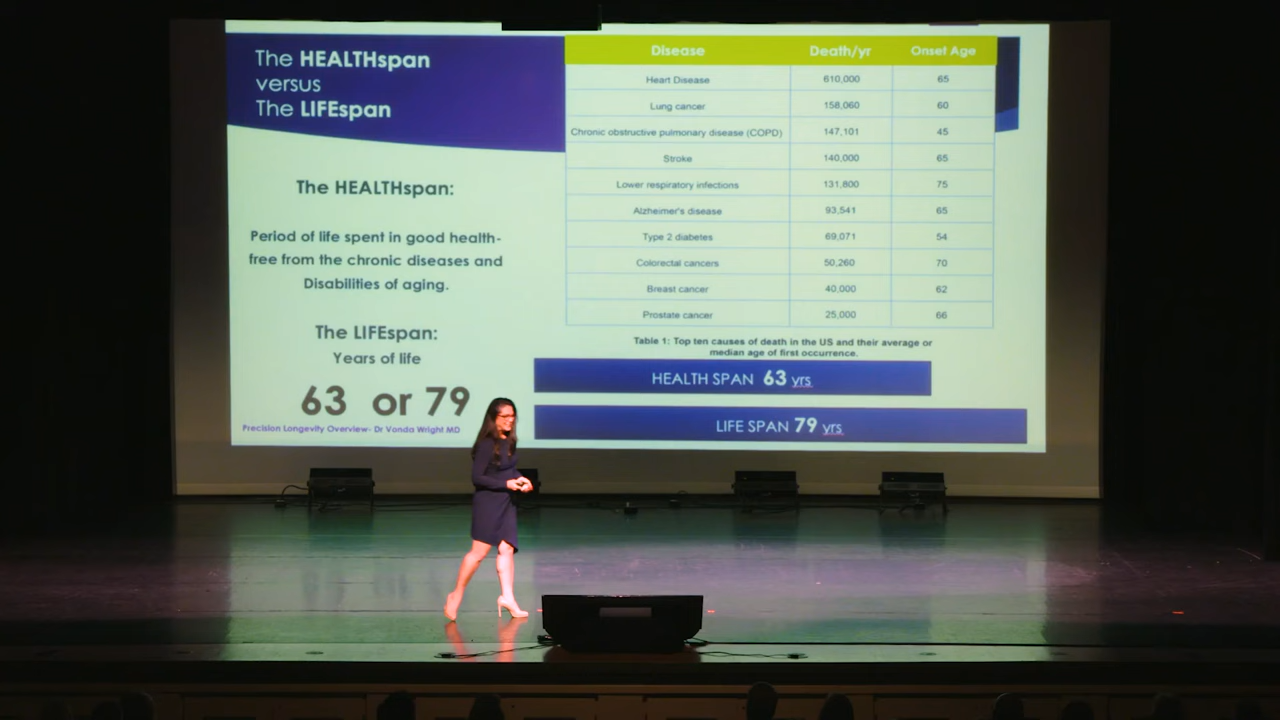 The HEALTHspan
versus
The LIFEspan
The HEALTHspan:
Period of life spent in good health-
free from the chronic diseases and
Disabilities of aging.
The LIFEspan:
Years of life
63 or 79
Precision Longevity Overview- Dr Vonda Wright MD
Disease Death/yr Onset Age
Heart Disease 610,000 65
Lung cancer 158,060 60
Chronic obstructive pulmonary disease (COPD) 147,101 45
Stroke 140,000 65
Lower respiratory infections 131,800 75
Alzheimer's disease 93,541 65
Type 2 diabetes 69,071 54
Colorectal cancers 50,260 70
Breast cancer 40,000 62
Prostate cancer 25,000 66
Table 1: Top ten causes of death in the US and their average or
median age of first occurrence.
HEALTH SPAN 63 yrs
LIFE SPAN 79 yrs